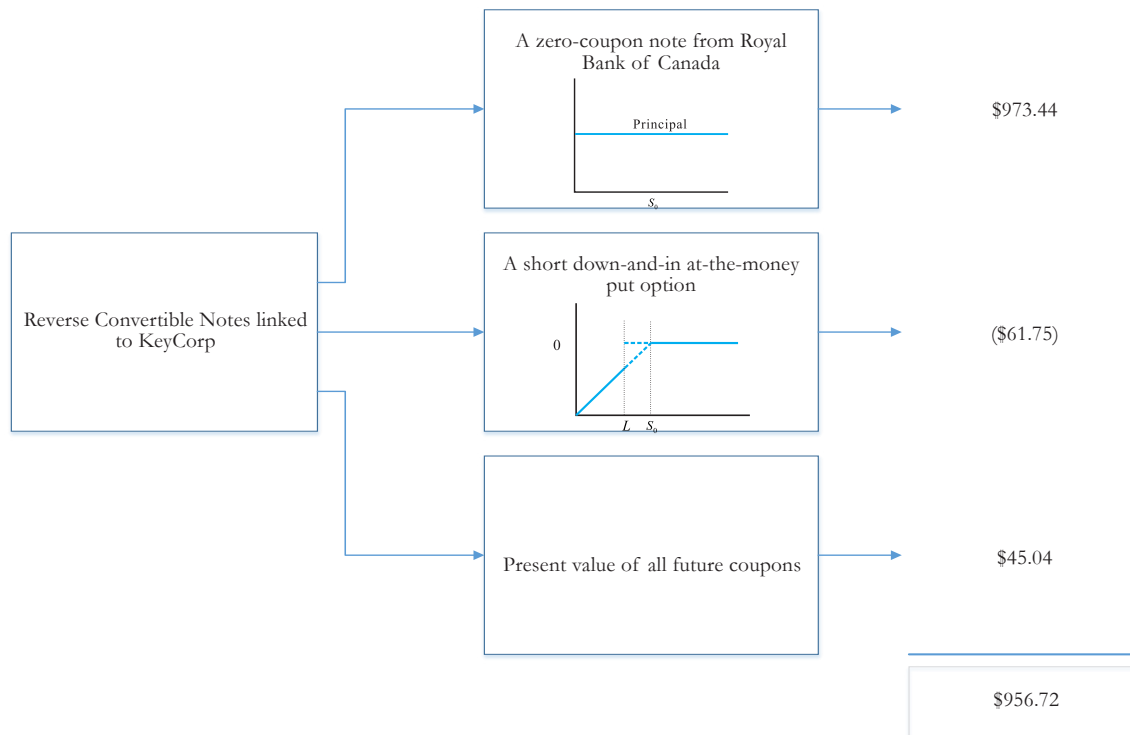 A zero-coupon note from Royal
Bank of Canada
Principal
S₀
$973.44
Reverse Convertible Notes linked
to KeyCorp
A short down-and-in at-the-money
put option
0
L S₀
($61.75)
Present value of all future coupons
$45.04
$956.72